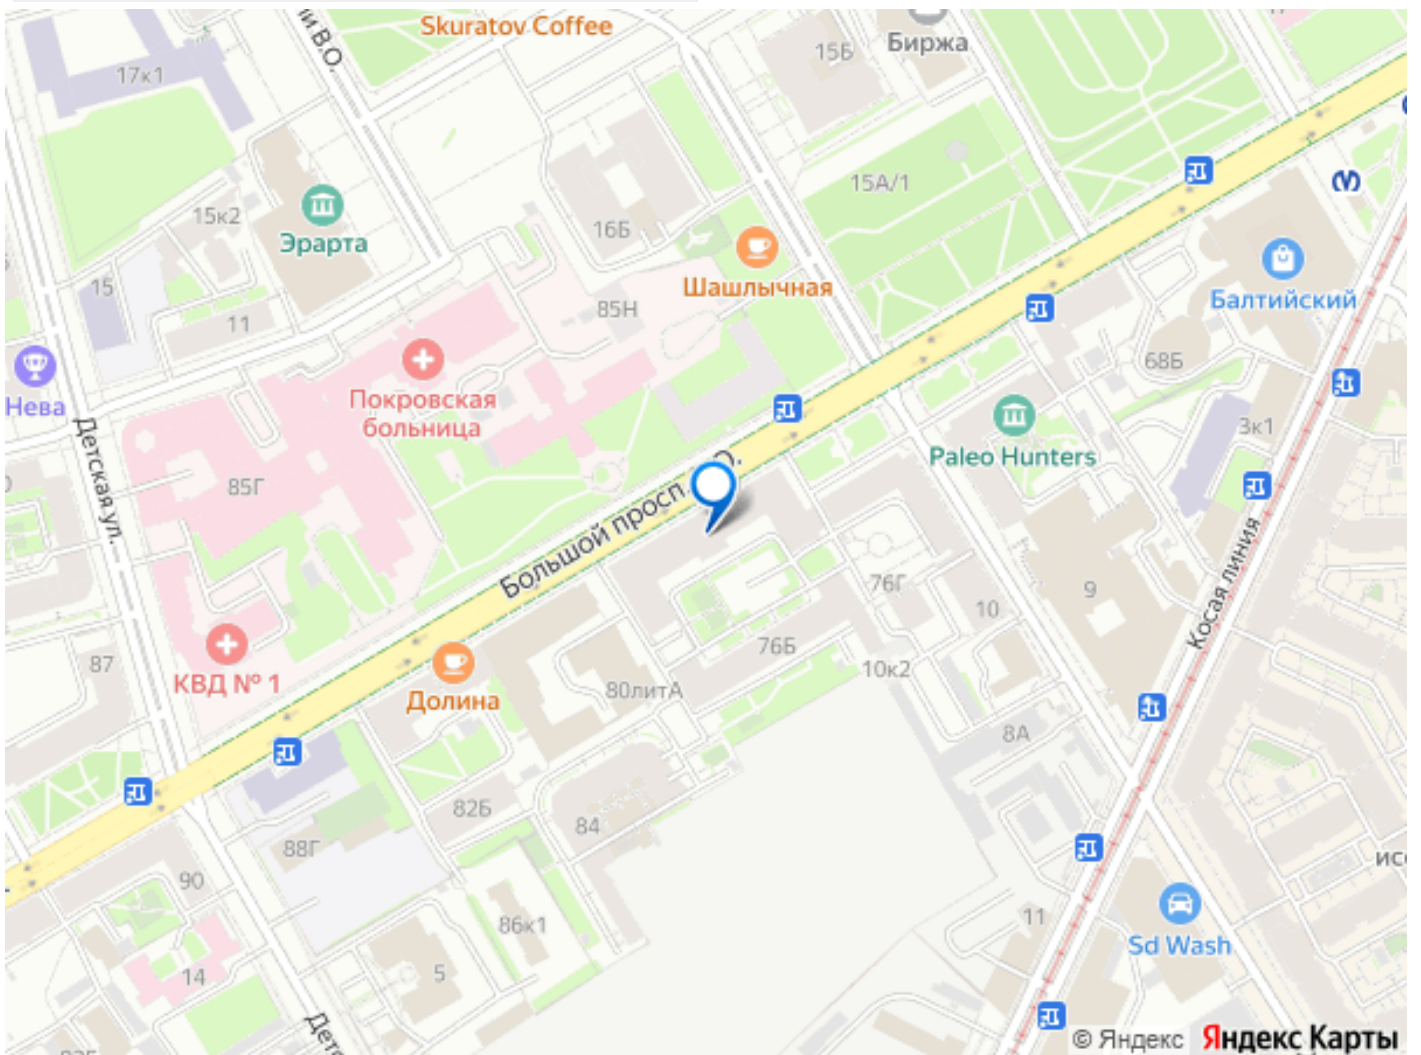 Skuratov Coffee
15Б
Биржа
17к1
15А/1
15к2
Эрарта
16Б
Шашлычная
Балтийский
15
11
85Н
68Б
Нева
Покровская
больница
Paleo Hunters
3к1
Детская ул.
85Г
Большой просп.
76Г
9
10
Косая линия
76Б
10к2
87
КВД № 1
Долина
80литА
8А
82Б
84
88Г
90
86к1
11
Sd Wash
14
5
© Яндекс Яндекс Карты